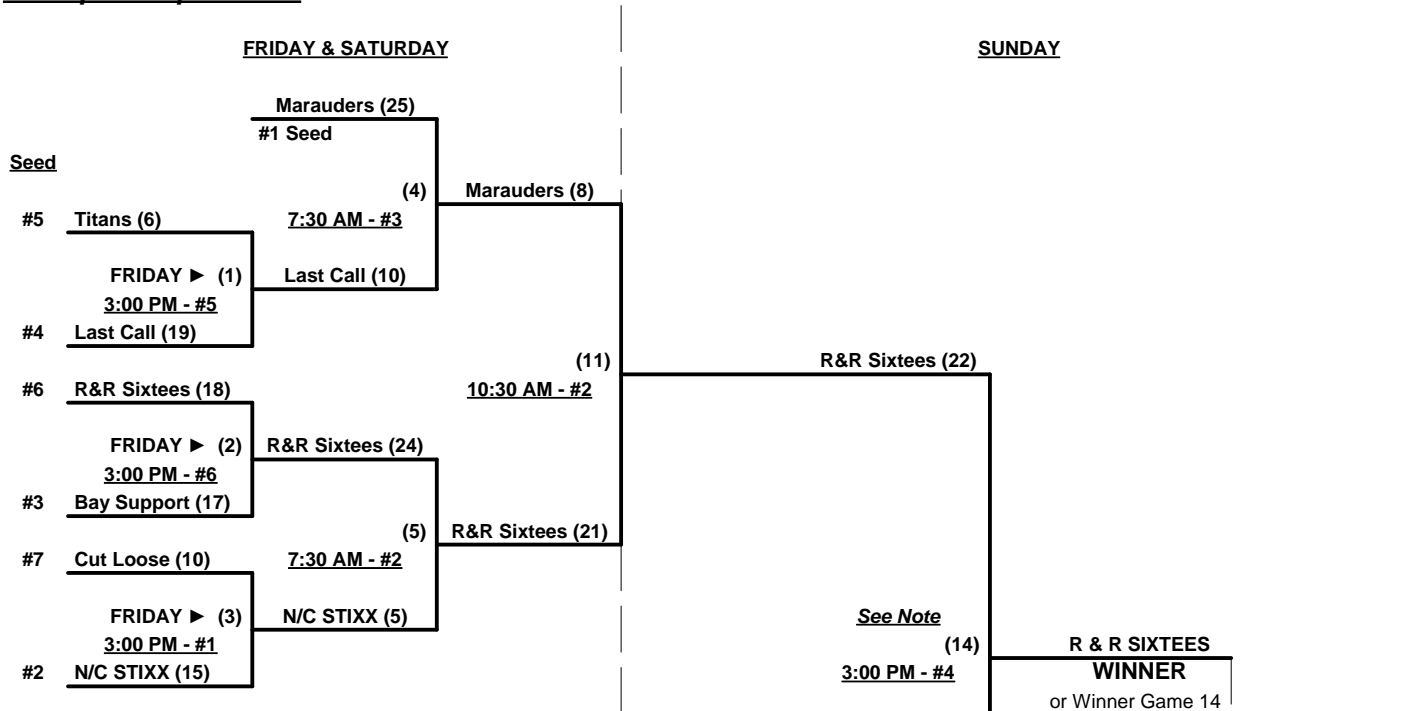 FRIDAY & SATURDAY
SUNDAY
Marauders (25)
#1 Seed
Seed
(4)
Marauders (8)
#5
Titans (6)
7:30 AM - #3
FRIDAY ► (1)
Last Call (10)
3:00 PM - #5
#4
Last Call (19)
(11)
R&R Sixtees (22)
#6
R&R Sixtees (18)
10:30 AM - #2
FRIDAY ► (2)
R&R Sixtees (24)
3:00 PM - #6
#3
Bay Support (17)
(5)
R&R Sixtees (21)
#7
Cut Loose (10)
7:30 AM - #2
FRIDAY ► (3)
N/C STIXX (5)
See Note
3:00 PM - #1
(14)
R & R SIXTEES
#2
N/C STIXX (15)
3:00 PM - #4
WINNER
or Winner Game 14